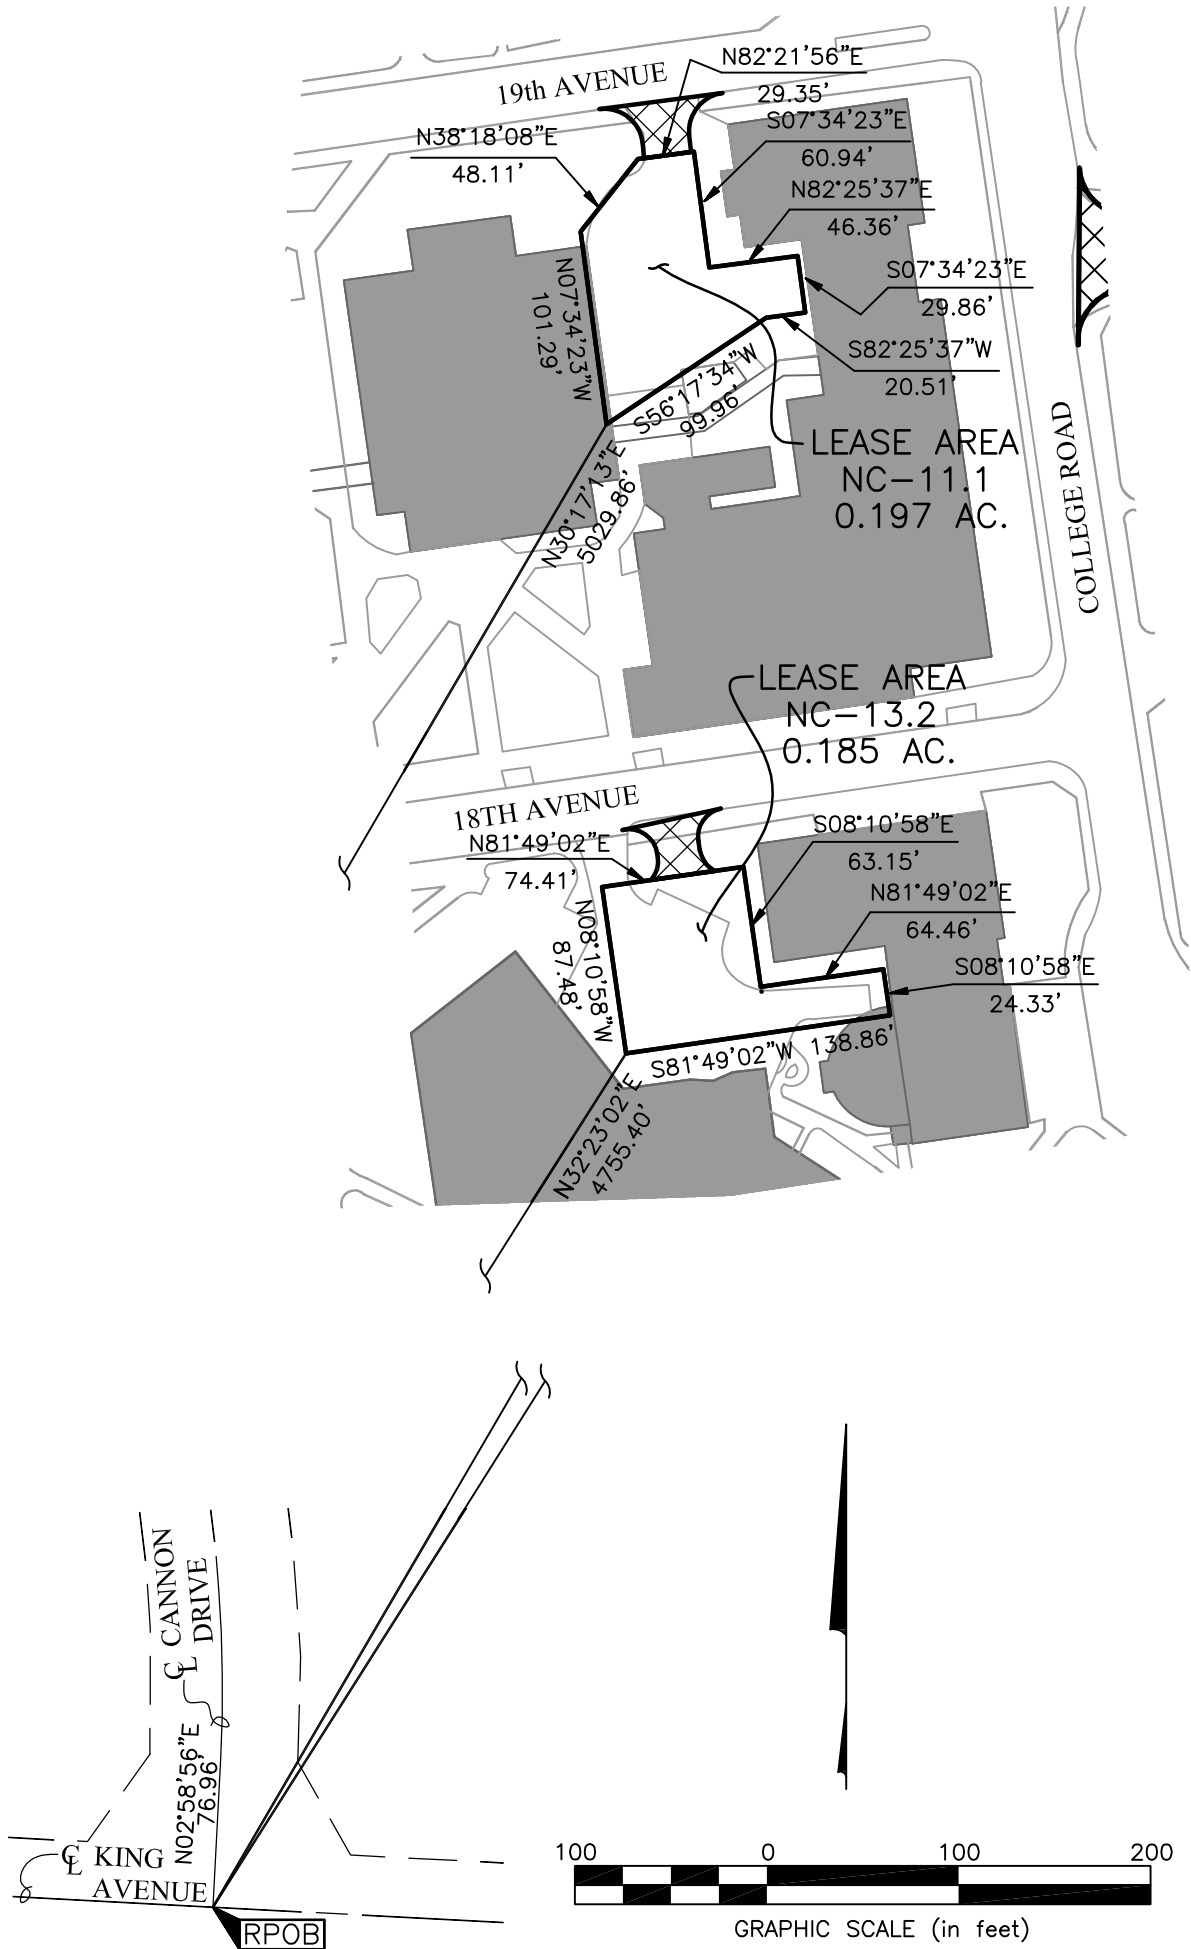 19th AVENUE
N82°21'56"E
29.35'
S07°34'23"E
60.94'
N38°18'08"E
48.11'
N82°25'37"E
46.36'
S07°34'23"E
29.86'
N07°34'23"W
101.29'
S82°25'37"W
20.51'
S56°17'34"W
99.96'
LEASE AREA
NC-11.1
0.197 AC.
COLLEGE ROAD
N30°17'13"E
5029.86'
LEASE AREA
NC-13.2
0.185 AC.
18TH AVENUE
N81°49'02"E
74.41'
S08°10'58"E
63.15'
N81°49'02"E
64.46'
N08°10'58"W
87.48'
S08°10'58"E
24.33'
S81°49'02"W 138.86'
N32°23'02"E
4755.40'
℄ CANNON
DRIVE
N02°58'56"E
76.96'
℄ KING
AVENUE
RPOB
100 0 100 200
GRAPHIC SCALE (in feet)